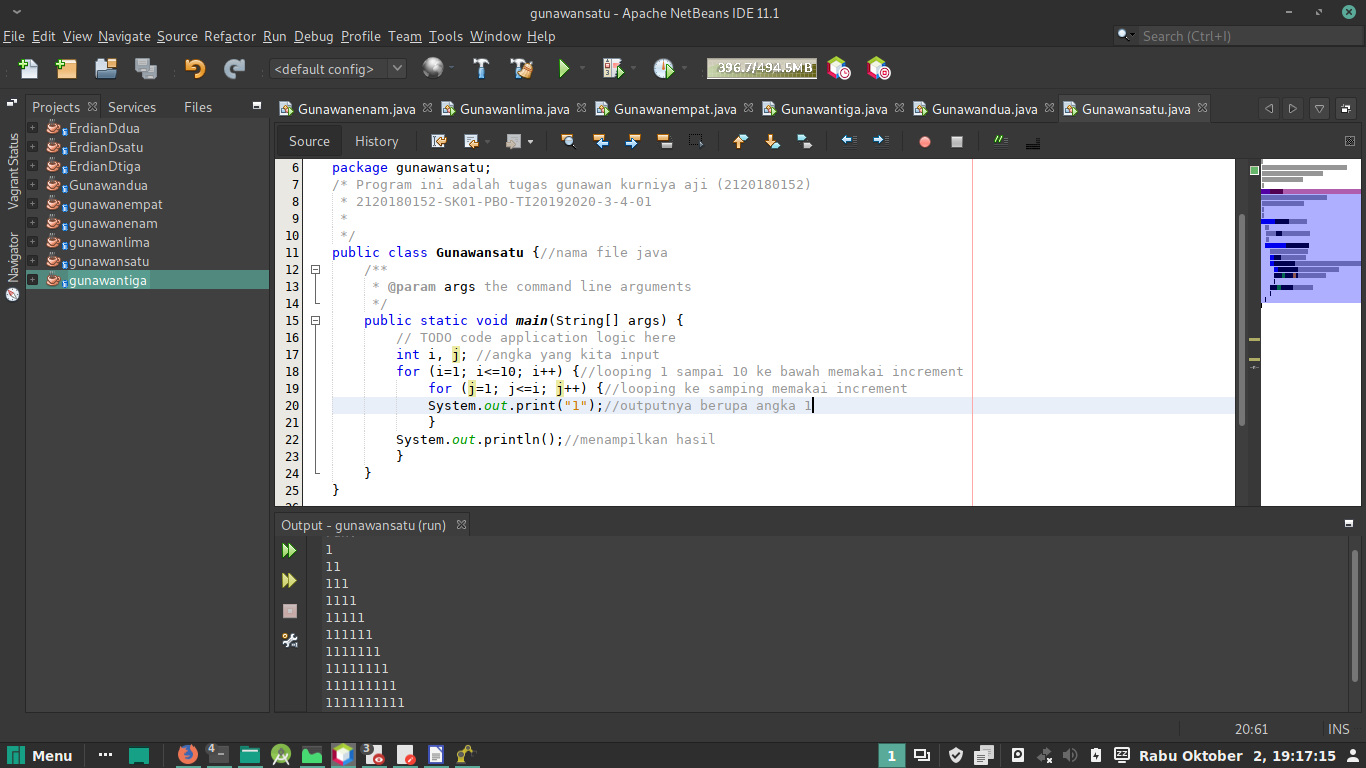 gunawansatu - Apache NetBeans IDE 11.1
File Edit View Navigate Source Refactor Run Debug Profile Team Tools Window Help
Search (Ctrl+I)
<default config>
396.7/494.5MB
Projects Services Files
Gunawanenam.java Gunawanlima.java Gunawanempat.java Gunawantiga.java Gunawandua.java Gunawansatu.java
Vagrant Status
Navigator
ErdianDdua
ErdianDsatu
ErdianDtiga
Gunawandua
gunawanempat
gunawanenam
gunawanlima
gunawansatu
gunawantiga
Source History
6 package gunawansatu;
7 /* Program ini adalah tugas gunawan kurniya aji (2120180152)
8 * 2120180152-SK01-PBO-TI20192020-3-4-01
9 *
10 */
11 public class Gunawansatu {//nama file java
12 /**
13 * @param args the command line arguments
14 */
15 public static void main(String[] args) {
16 // TODO code application logic here
17 int i, j; //angka yang kita input
18 for (i=1; i<=10; i++) {//looping 1 sampai 10 ke bawah memakai increment
19 for (j=1; j<=i; j++) {//looping ke samping memakai increment
20 System.out.print("1");//outputnya berupa angka 1
21 }
22 System.out.println();//menampilkan hasil
23 }
24 }
25 }
Output - gunawansatu (run)
1
11
111
1111
11111
111111
1111111
11111111
111111111
1111111111
20:61 INS
Menu 4 3 1 Rabu Oktober 2, 19:17:15